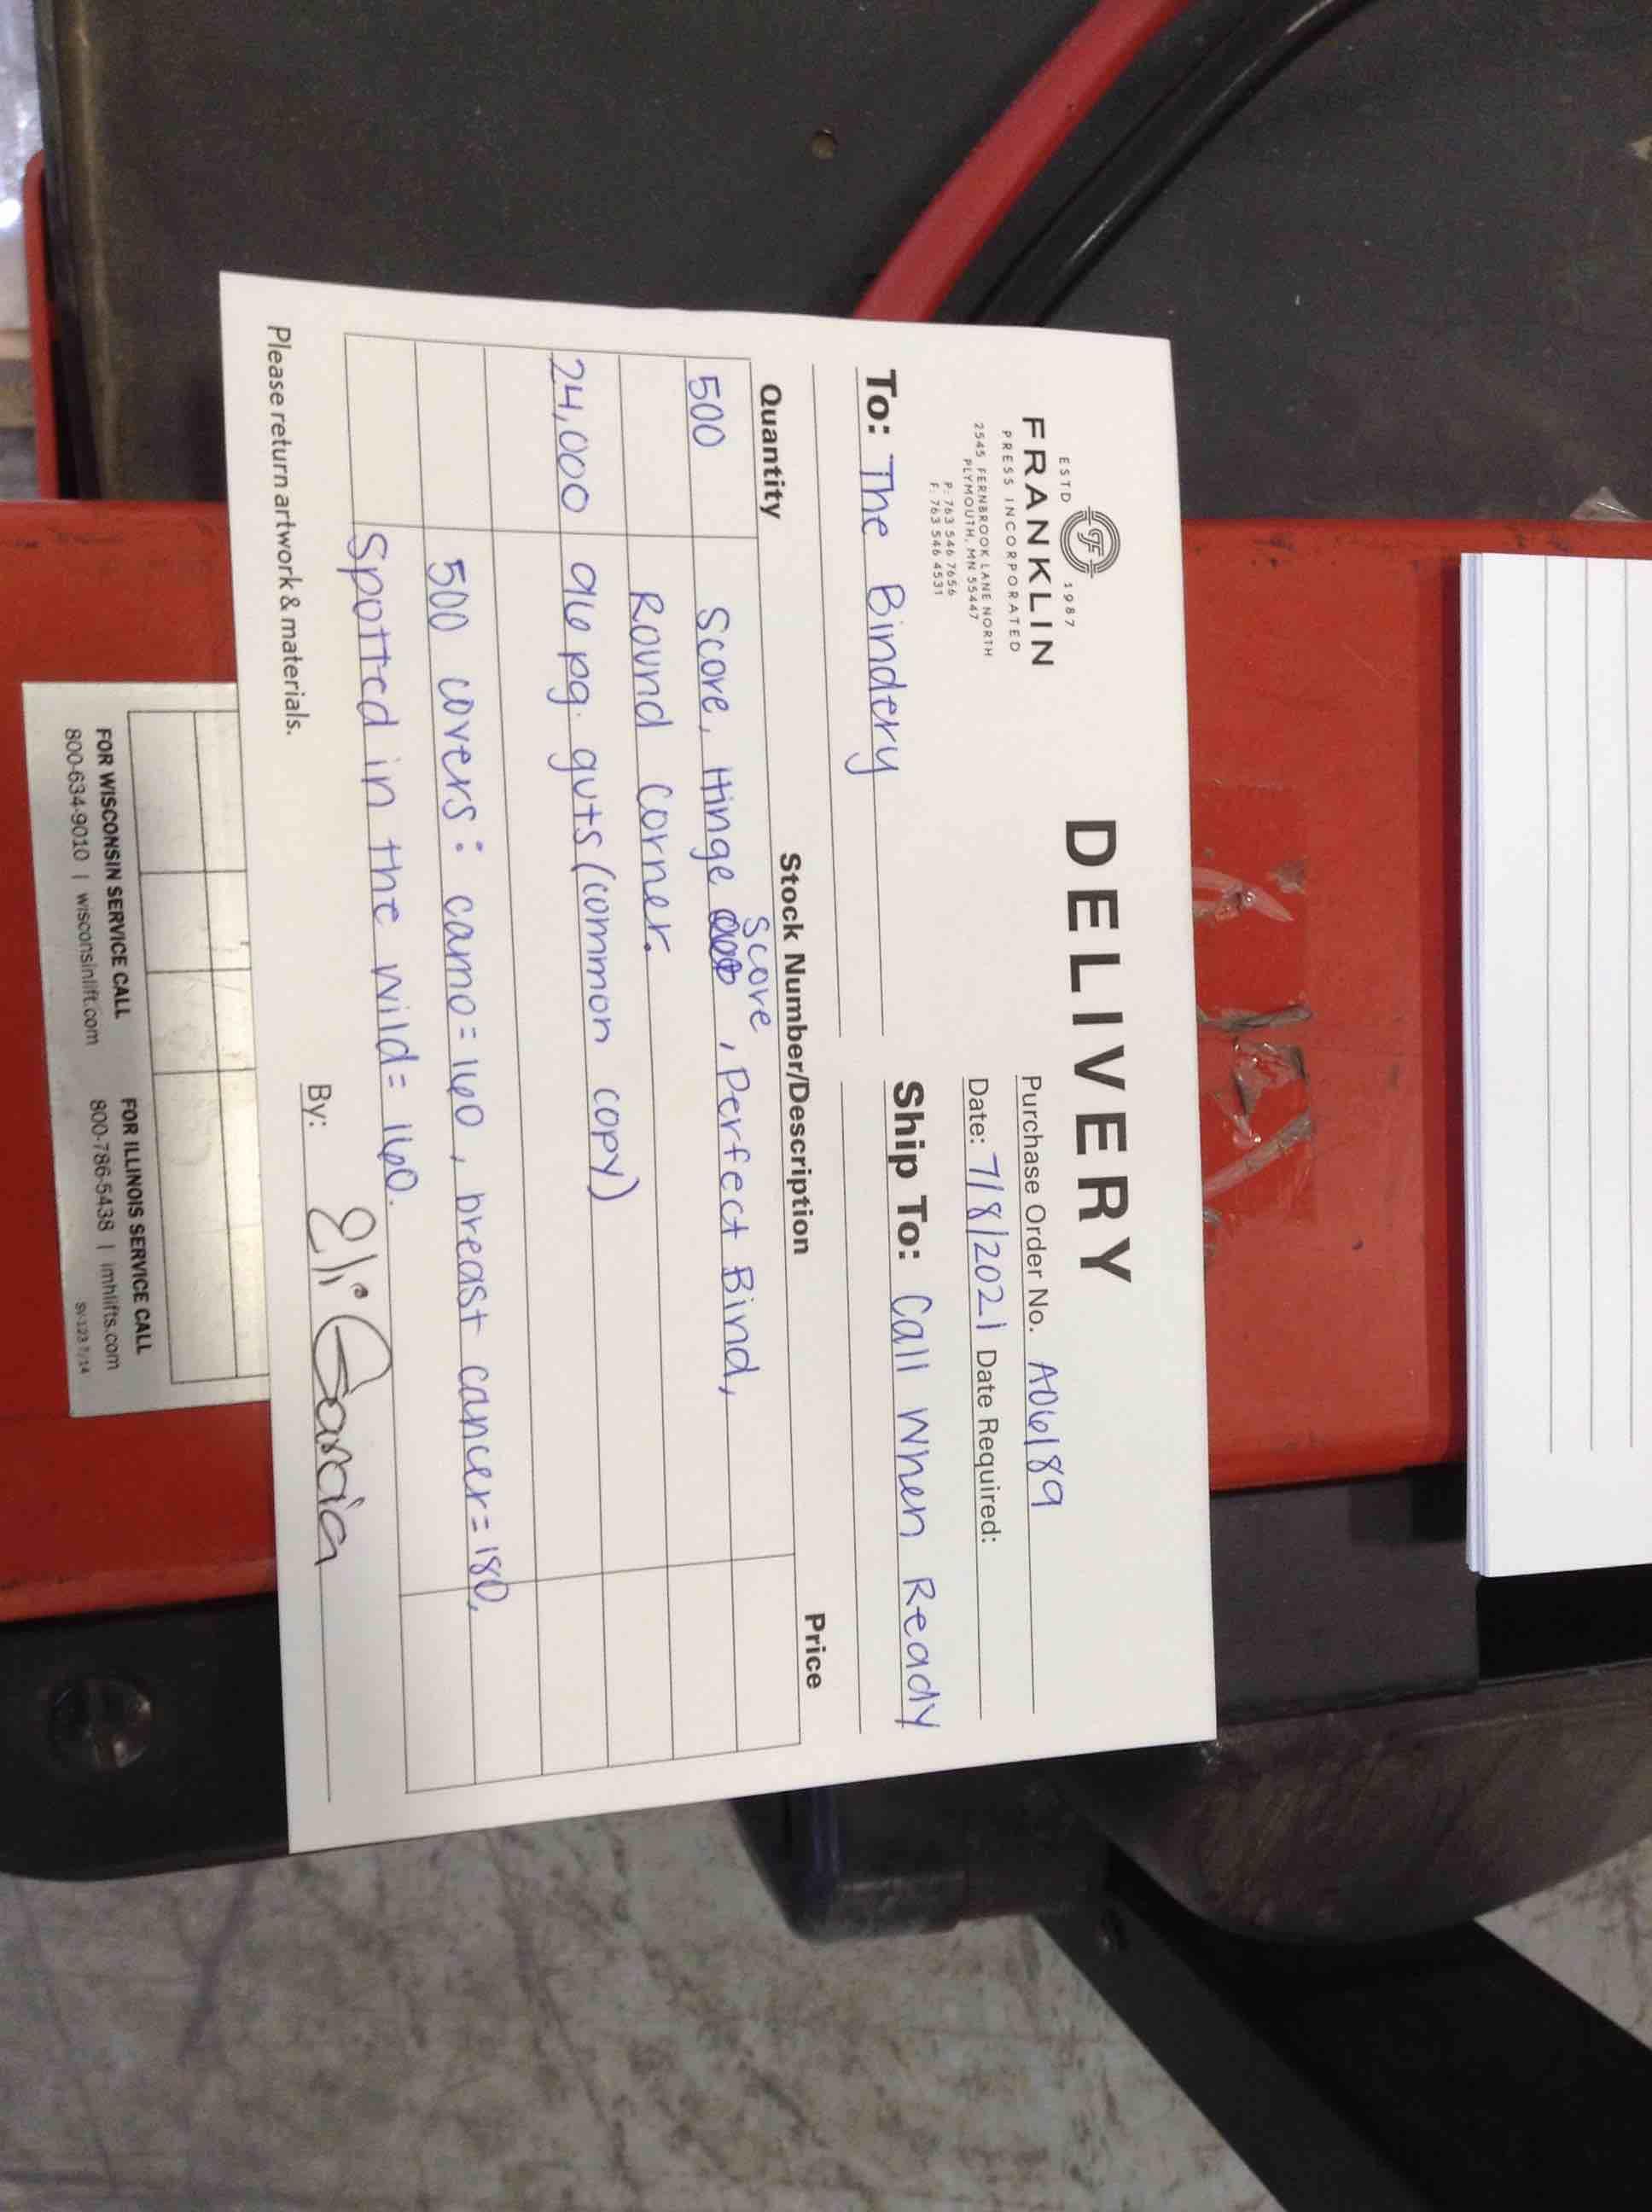 ESTD 1987
FRANKLIN
PRESS INCORPORATED
2545 FERNBROOK LANE NORTH
PLYMOUTH, MN 55447
P: 763 546 7656
F: 763 546 4531
DELIVERY
Purchase Order No. A06189
Date: 7/8/2021 Date Required:
To: The Bindery
Ship To: Call When Ready
Quantity Stock Number/Description Price
score
500 Score, Hinge , Perfect Bind,
Round corner.
24,000 96 pg. guts (common copy)
500 covers: camo=160, breast cancer=180,
Spotted in the wild=160.
Please return artwork & materials.
By: Eli Garcia
FOR WISCONSIN SERVICE CALL
800-634-9010 | wisconsinlift.com
FOR ILLINOIS SERVICE CALL
800-786-5438 | imhlifts.com
SV-123 7/14